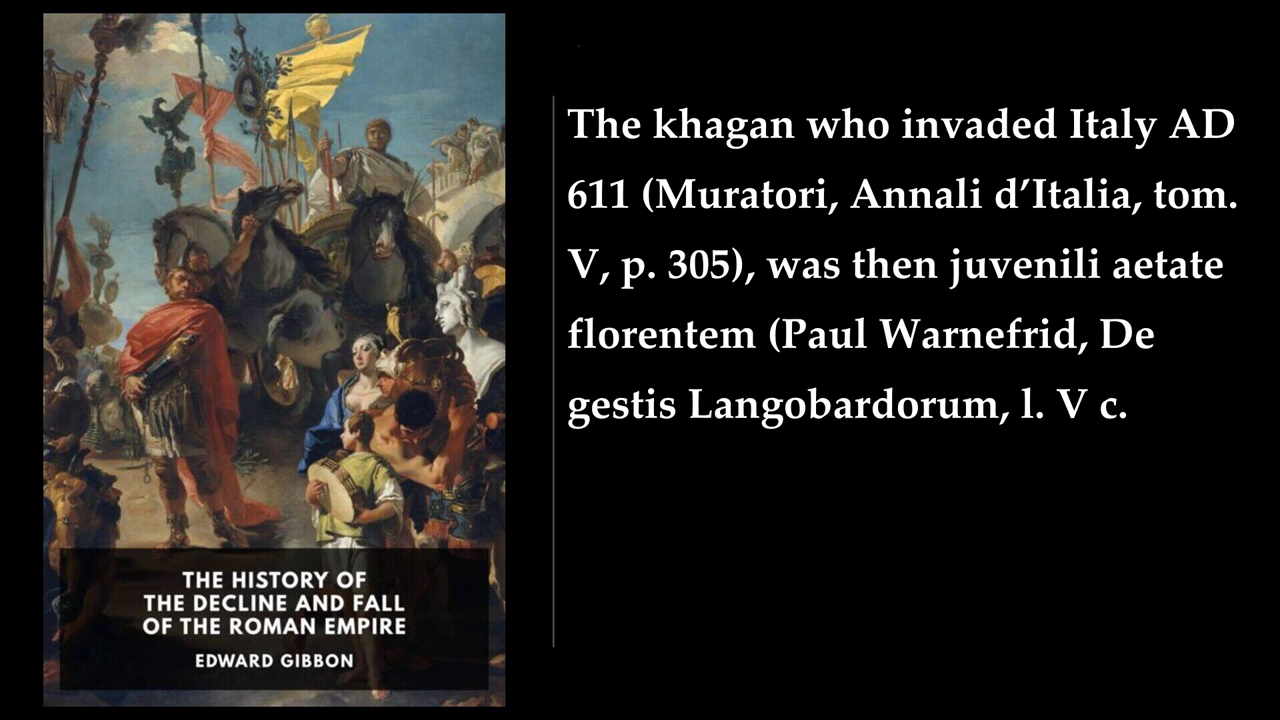 THE HISTORY OF
THE DECLINE AND FALL
OF THE ROMAN EMPIRE
EDWARD GIBBON
The khagan who invaded Italy AD
611 (Muratori, Annali d’Italia, tom.
V, p. 305), was then juvenili aetate
florentem (Paul Warnefrid, De
gestis Langobardorum, l. V c.